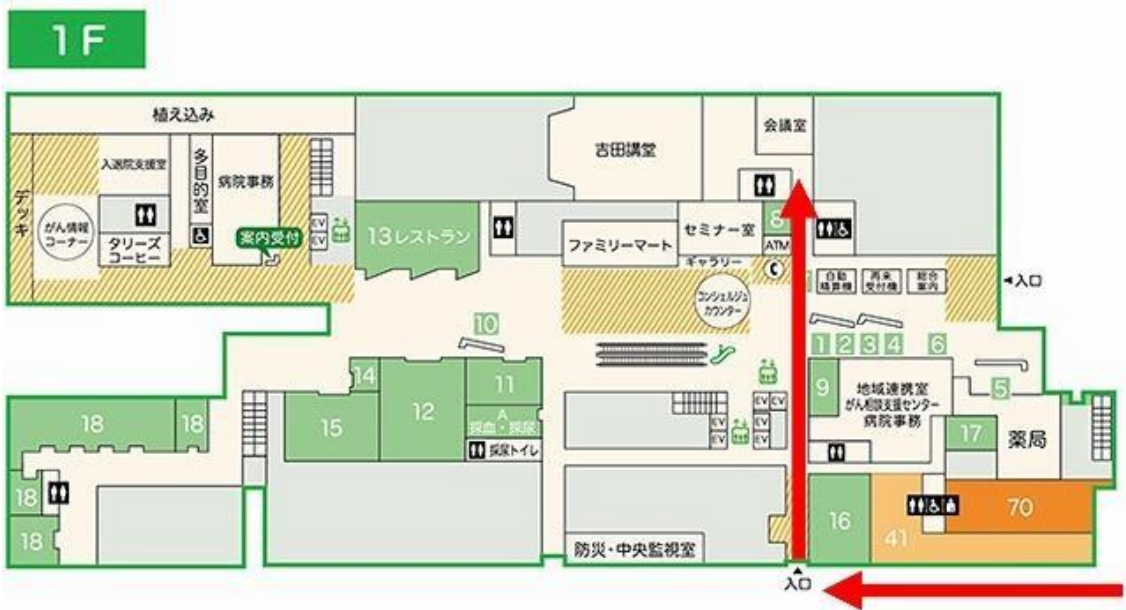 1F
植え込み
会議室
吉田講堂
入退院支援室
多目的室
病院事務
デッキ
がん情報
コーナー
タリーズ
コーヒー
案内受付
EV
EV
13 レストラン
ファミリーマート
セミナー室
8
ATM
ギャラリー
コンシェルジュ
カウンター
自動
精算機
再来
受付機
総合
案内
◀入口
10
1
2
3
4
6
5
14
15
12
11
A
採血・採尿
採尿トイレ
9
地域連携室
がん相談支援センター
病院事務
EV
EV
EV
EV
EV
EV
EV
17
薬局
18
18
18
18
16
41
70
防災・中央監視室
入口